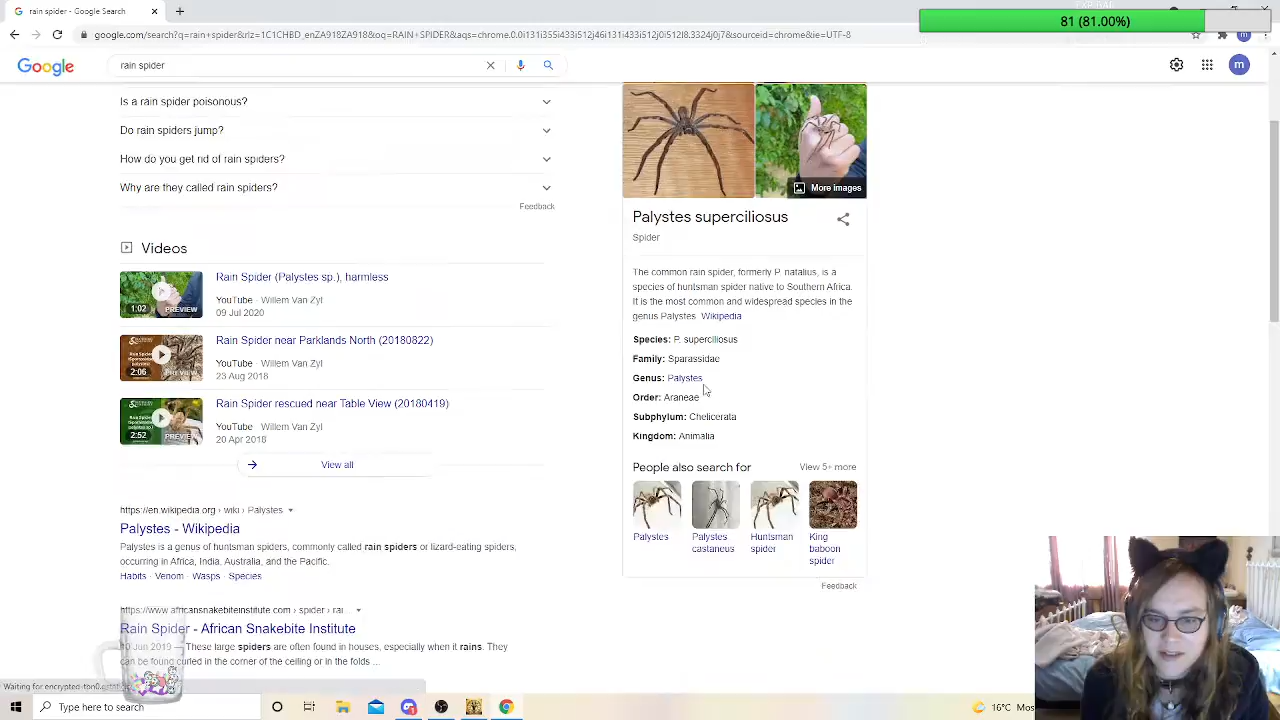 rain spider
81 (81.00%)
google.com/search?q=rain+spider&rlz=1C1CHBD_enZA918ZA918&oq=RAIN+SPIDER&aqs=chrome.0.0i131i355i433i512j46i131i433i512j0i512l8.3324j0j7&sourceid=chrome&ie=UTF-8
m
Google
rain spider
m
Is a rain spider poisonous?
Do rain spiders jump?
How do you get rid of rain spiders?
Why are they called rain spiders?
Feedback
Videos
Rain Spider (Palystes sp.), harmless
YouTube · Willem Van Zyl
09 Jul 2020
1:02
PREVIEW
Rain Spider near Parklands North (20180822)
YouTube · Willem Van Zyl
23 Aug 2018
2:06
PREVIEW
Rain Spider rescued near Table View (20180419)
YouTube · Willem Van Zyl
20 Apr 2018
2:52
PREVIEW
View all
https://en.wikipedia.org › wiki › Palystes
Palystes - Wikipedia
Palystes is a genus of huntsman spiders, commonly called rain spiders or lizard-eating spiders,
occurring in Africa, India, Australia, and the Pacific.
Habits · Venom · Wasps · Species
https://www.africansnakebiteinstitute.com › spider › rai...
Rain Spider - African Snakebite Institute
10 Jun 2019 — These large spiders are often found in houses, especially when it rains. They
can be found curled in the corner of the ceiling or in the folds ...
More images
Palystes superciliosus
Spider
The common rain spider, formerly P. natalius, is a
species of huntsman spider native to Southern Africa.
It is the most common and widespread species in the
genus Palystes. Wikipedia
Species: P. superciliosus
Family: Sparassidae
Genus: Palystes
Order: Araneae
Subphylum: Chelicerata
Kingdom: Animalia
People also search for
View 5+ more
Palystes
Palystes
castaneus
Huntsman
spider
King
baboon
spider
Feedback
Type here to search
16°C Mos